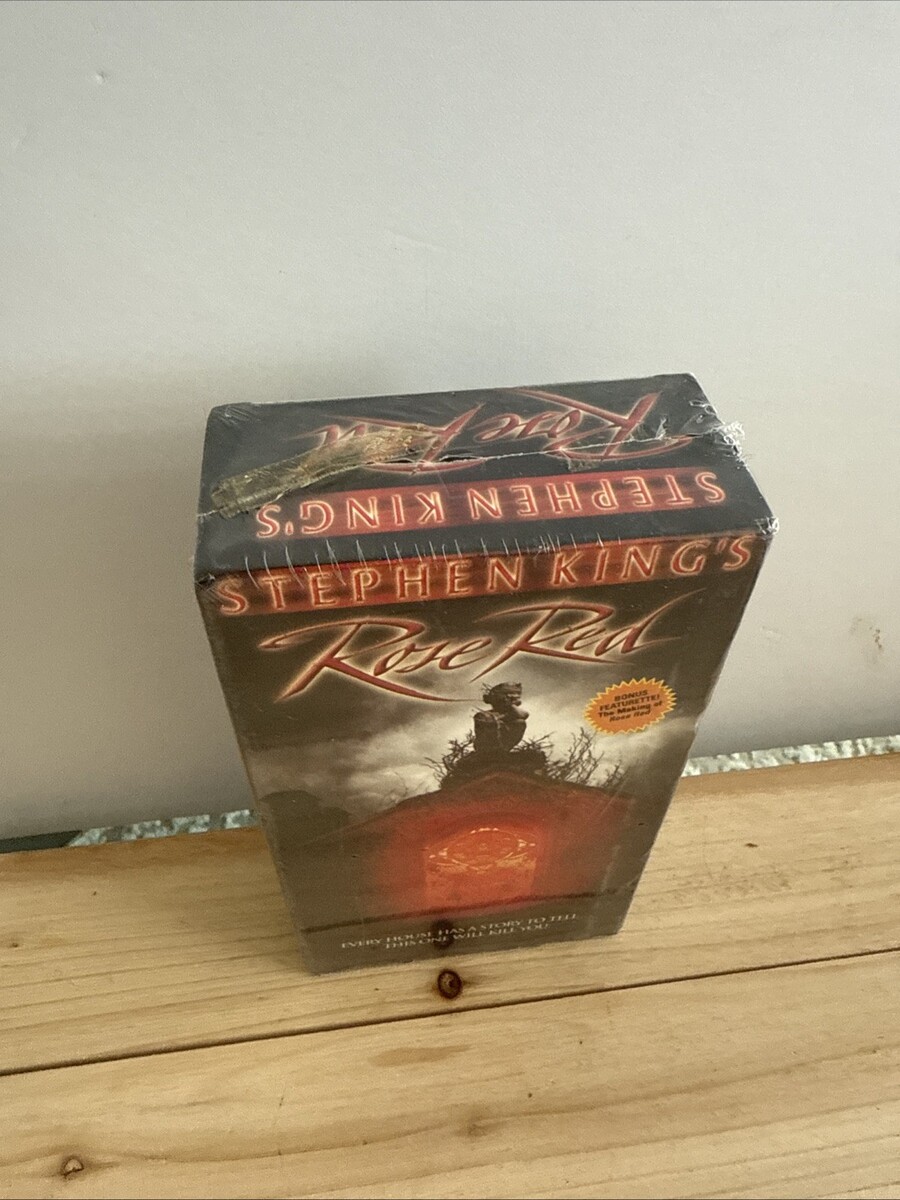 Rose Red
STEPHEN KING'S
STEPHEN KING'S
Rose Red
BONUS
FEATURETTE!
The Making of
Rose Red
EVERY HOUSE HAS A STORY TO TELL
THIS ONE WILL KILL YOU